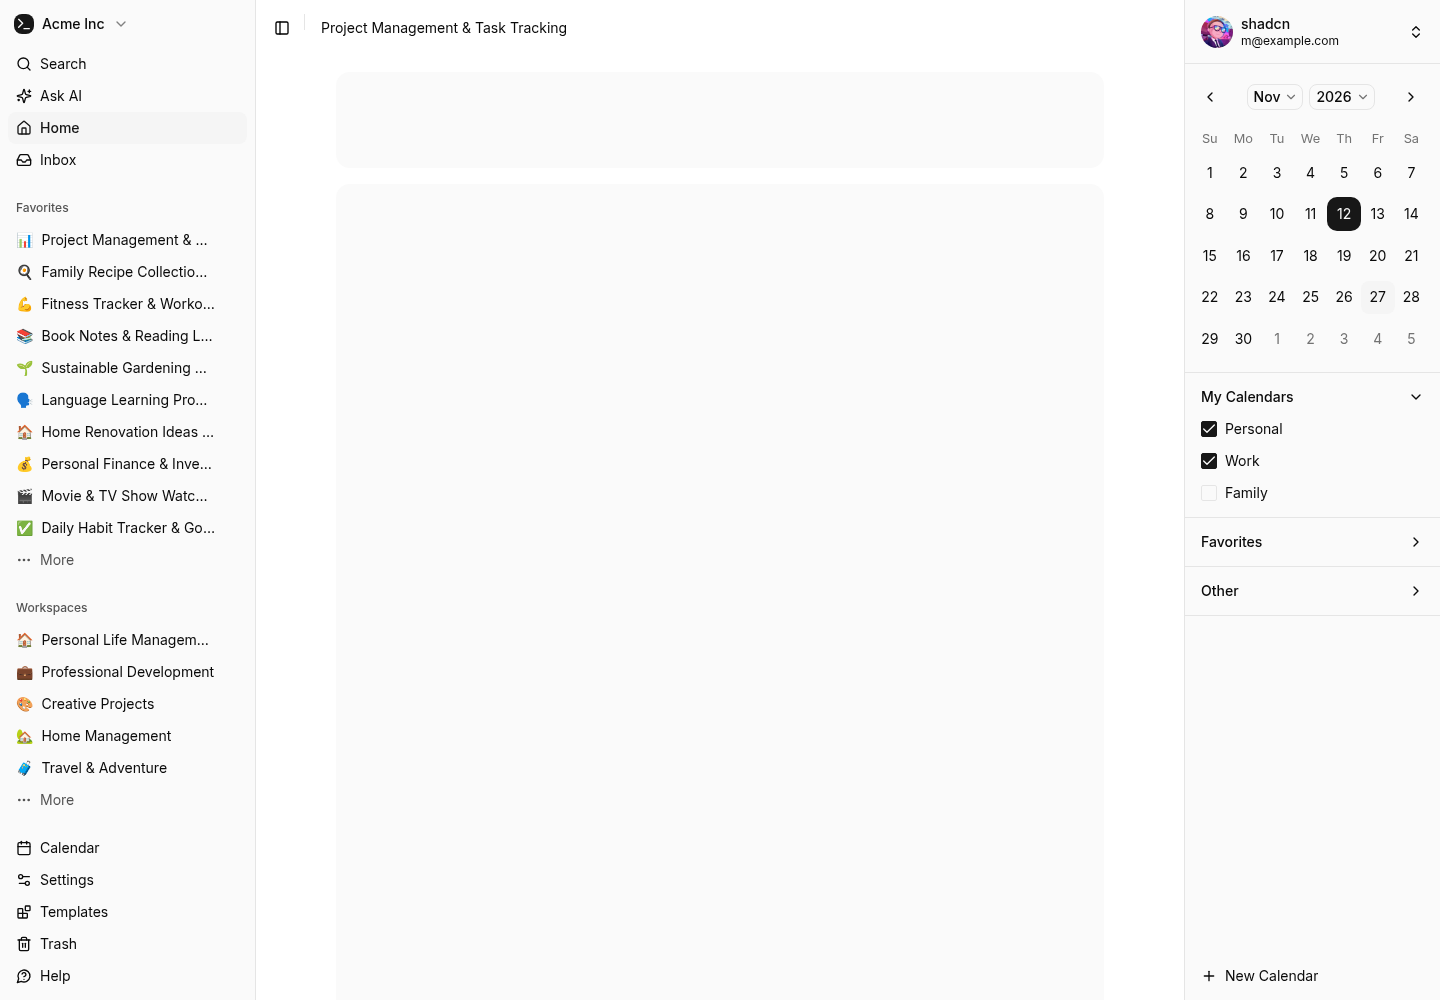 Acme Inc
Search
Ask AI
Home
Inbox
Favorites
Project Management & ...
Family Recipe Collectio...
Fitness Tracker & Worko...
Book Notes & Reading L...
Sustainable Gardening ...
Language Learning Pro...
Home Renovation Ideas ...
Personal Finance & Inve...
Movie & TV Show Watc...
Daily Habit Tracker & Go...
More
Workspaces
Personal Life Managem...
Professional Development
Creative Projects
Home Management
Travel & Adventure
More
Calendar
Settings
Templates
Trash
Help
Project Management & Task Tracking
shadcn
m@example.com
Nov 2026
Su Mo Tu We Th Fr Sa
1 2 3 4 5 6 7
8 9 10 11 12 13 14
15 16 17 18 19 20 21
22 23 24 25 26 27 28
29 30 1 2 3 4 5
My Calendars
Personal
Work
Family
Favorites
Other
New Calendar